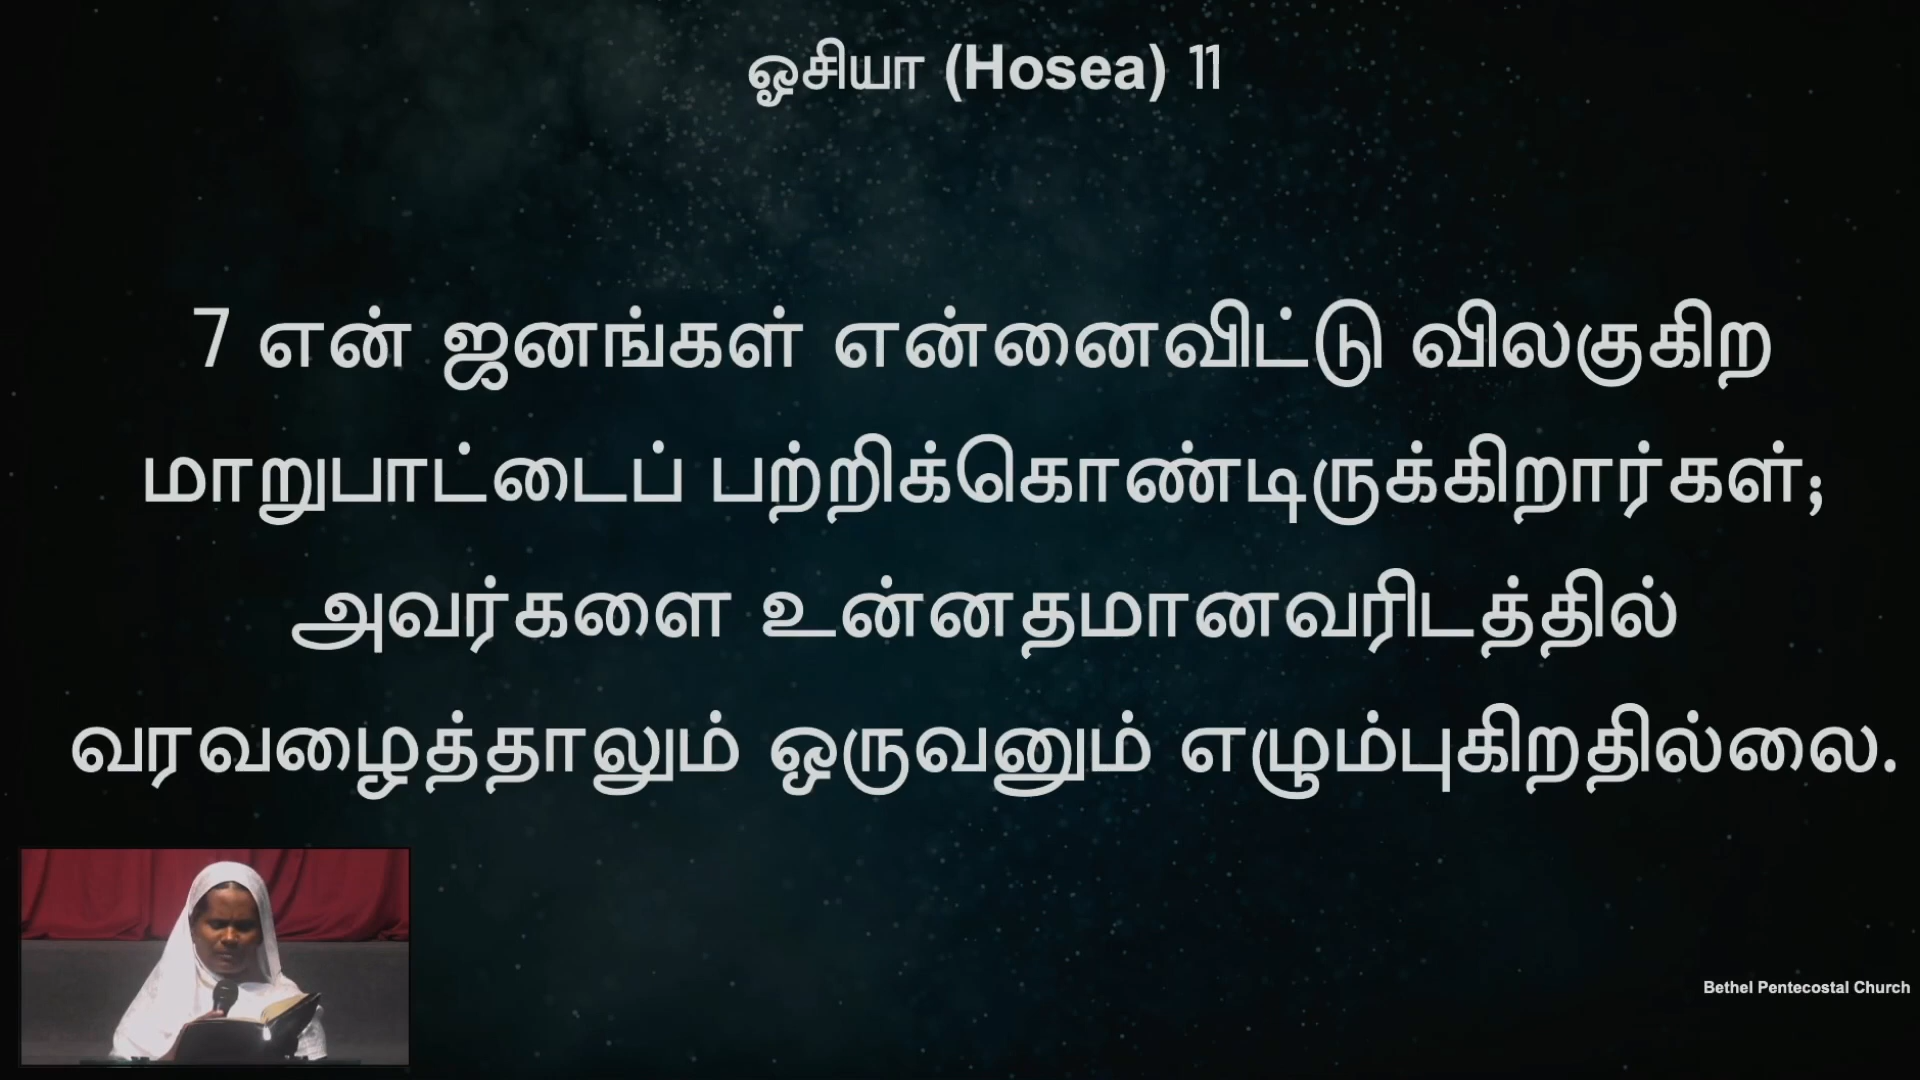 ஓசியா (Hosea) 11
7 என் ஜனங்கள் என்னைவிட்டு விலகுகிற
மாறுபாட்டைப் பற்றிக்கொண்டிருக்கிறார்கள்;
அவர்களை உன்னதமானவரிடத்தில்
வரவழைத்தாலும் ஒருவனும் எழும்புகிறதில்லை.
Bethel Pentecostal Church